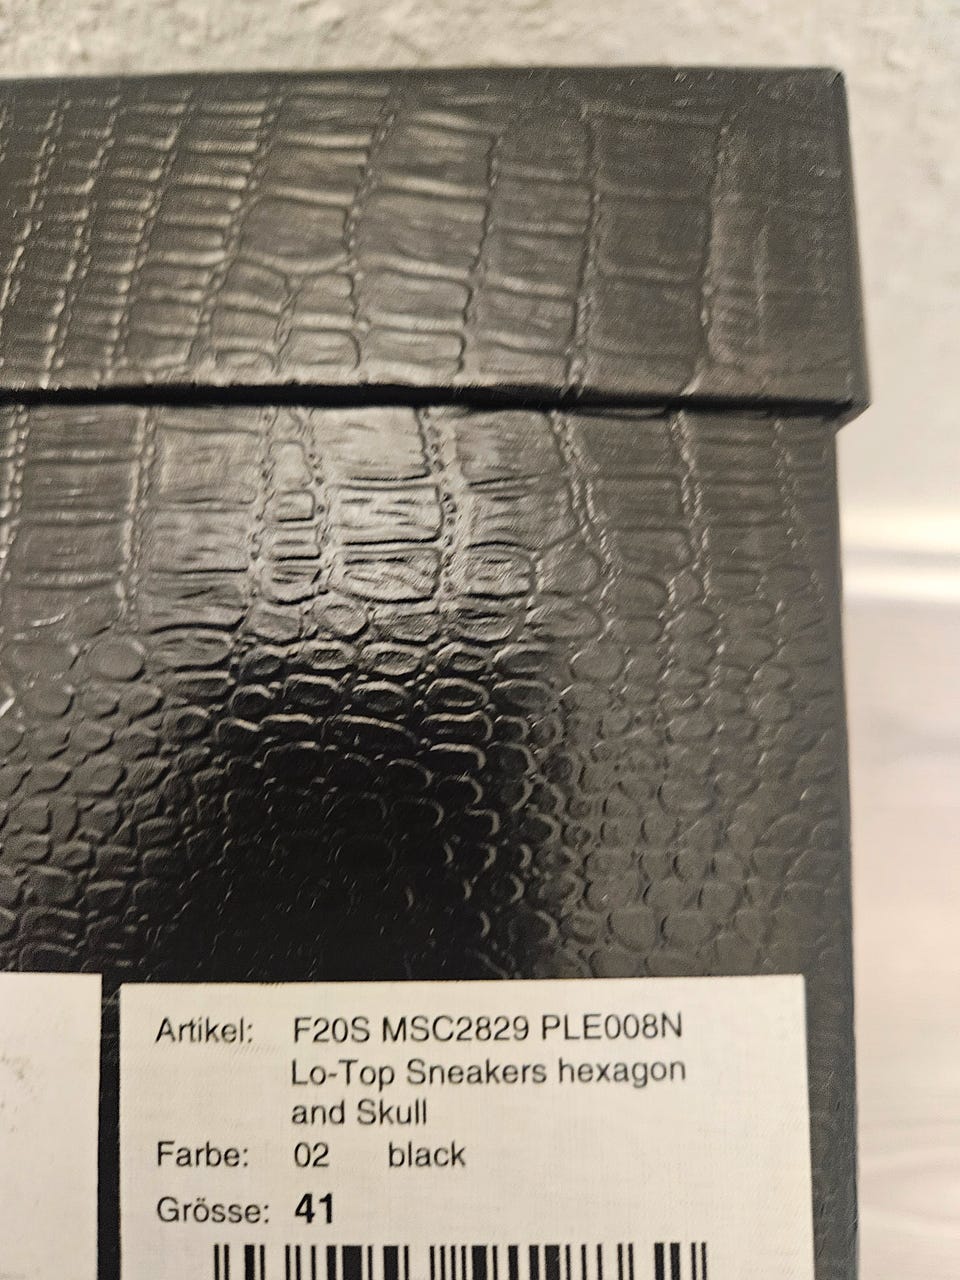 Artikel: F20S MSC2829 PLE008N
Lo-Top Sneakers hexagon
and Skull
Farbe: 02 black
Grösse: 41